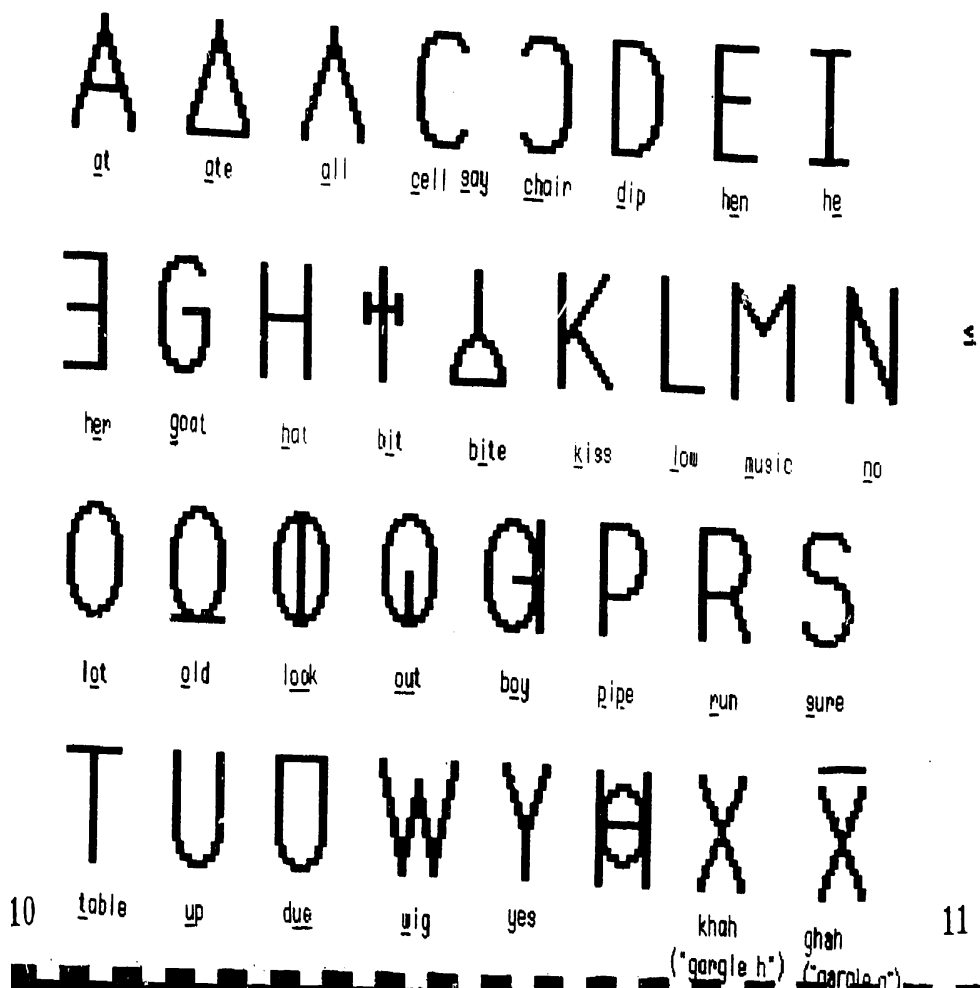 A Δ Λ C Ɔ D E I
at ate all cell say chair dip hen he
Ǝ G H K L M N
her goat hat bit bite kiss low music no
O O̲ Φ P R S
lot old look out boy pipe run sure
T U W Y X X̄
10 table up due wig yes khah ghah 11
("gargle h") ("gargle g")